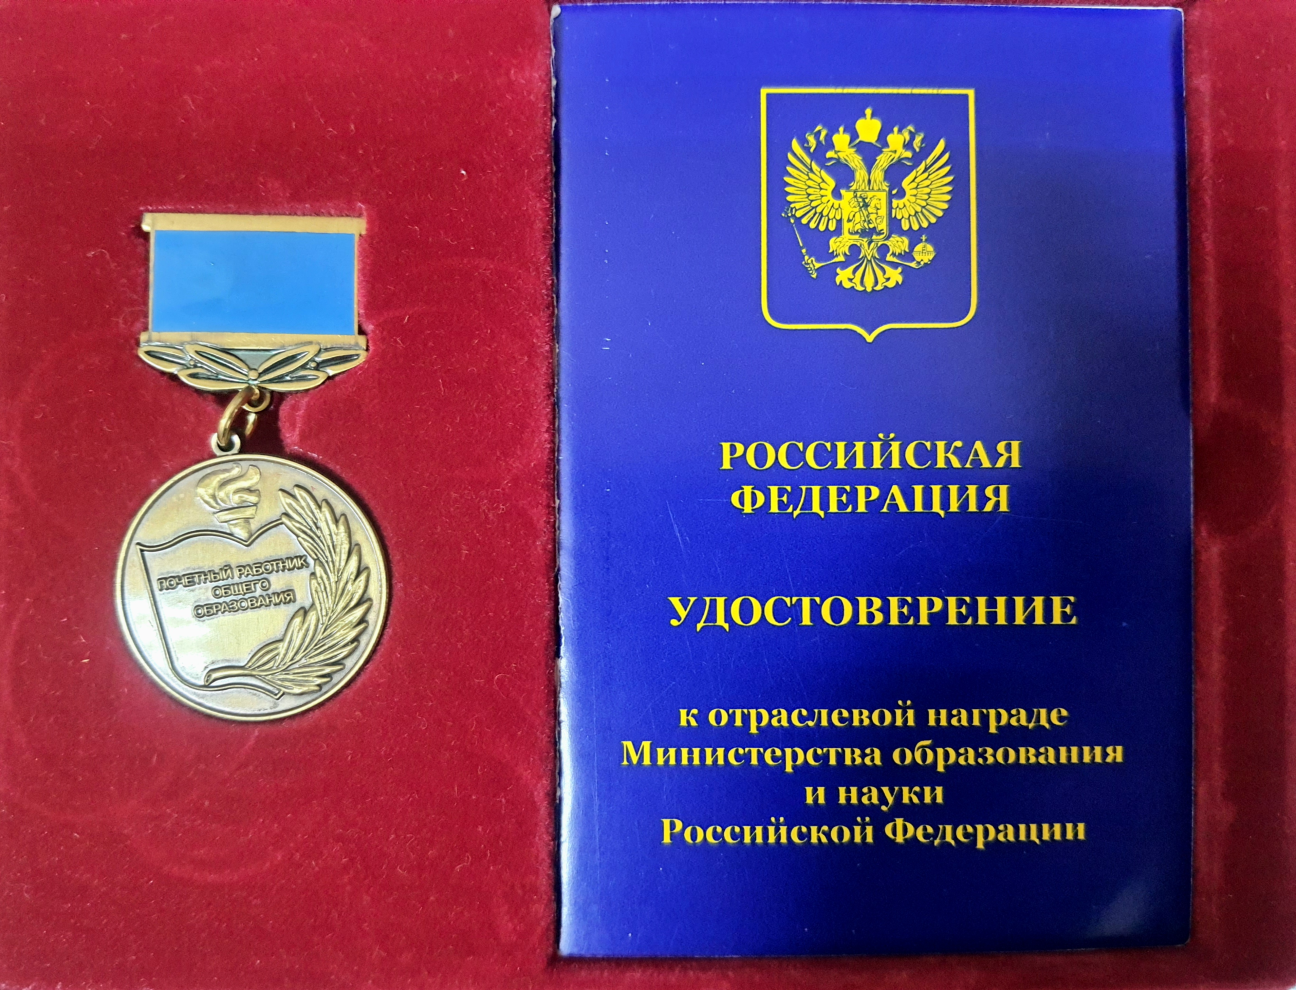 ПОЧЕТНЫЙ РАБОТНИК
ОБЩЕГО
ОБРАЗОВАНИЯ
РОССИЙСКАЯ
ФЕДЕРАЦИЯ
УДОСТОВЕРЕНИЕ
к отраслевой награде
Министерства образования
и науки
Российской Федерации